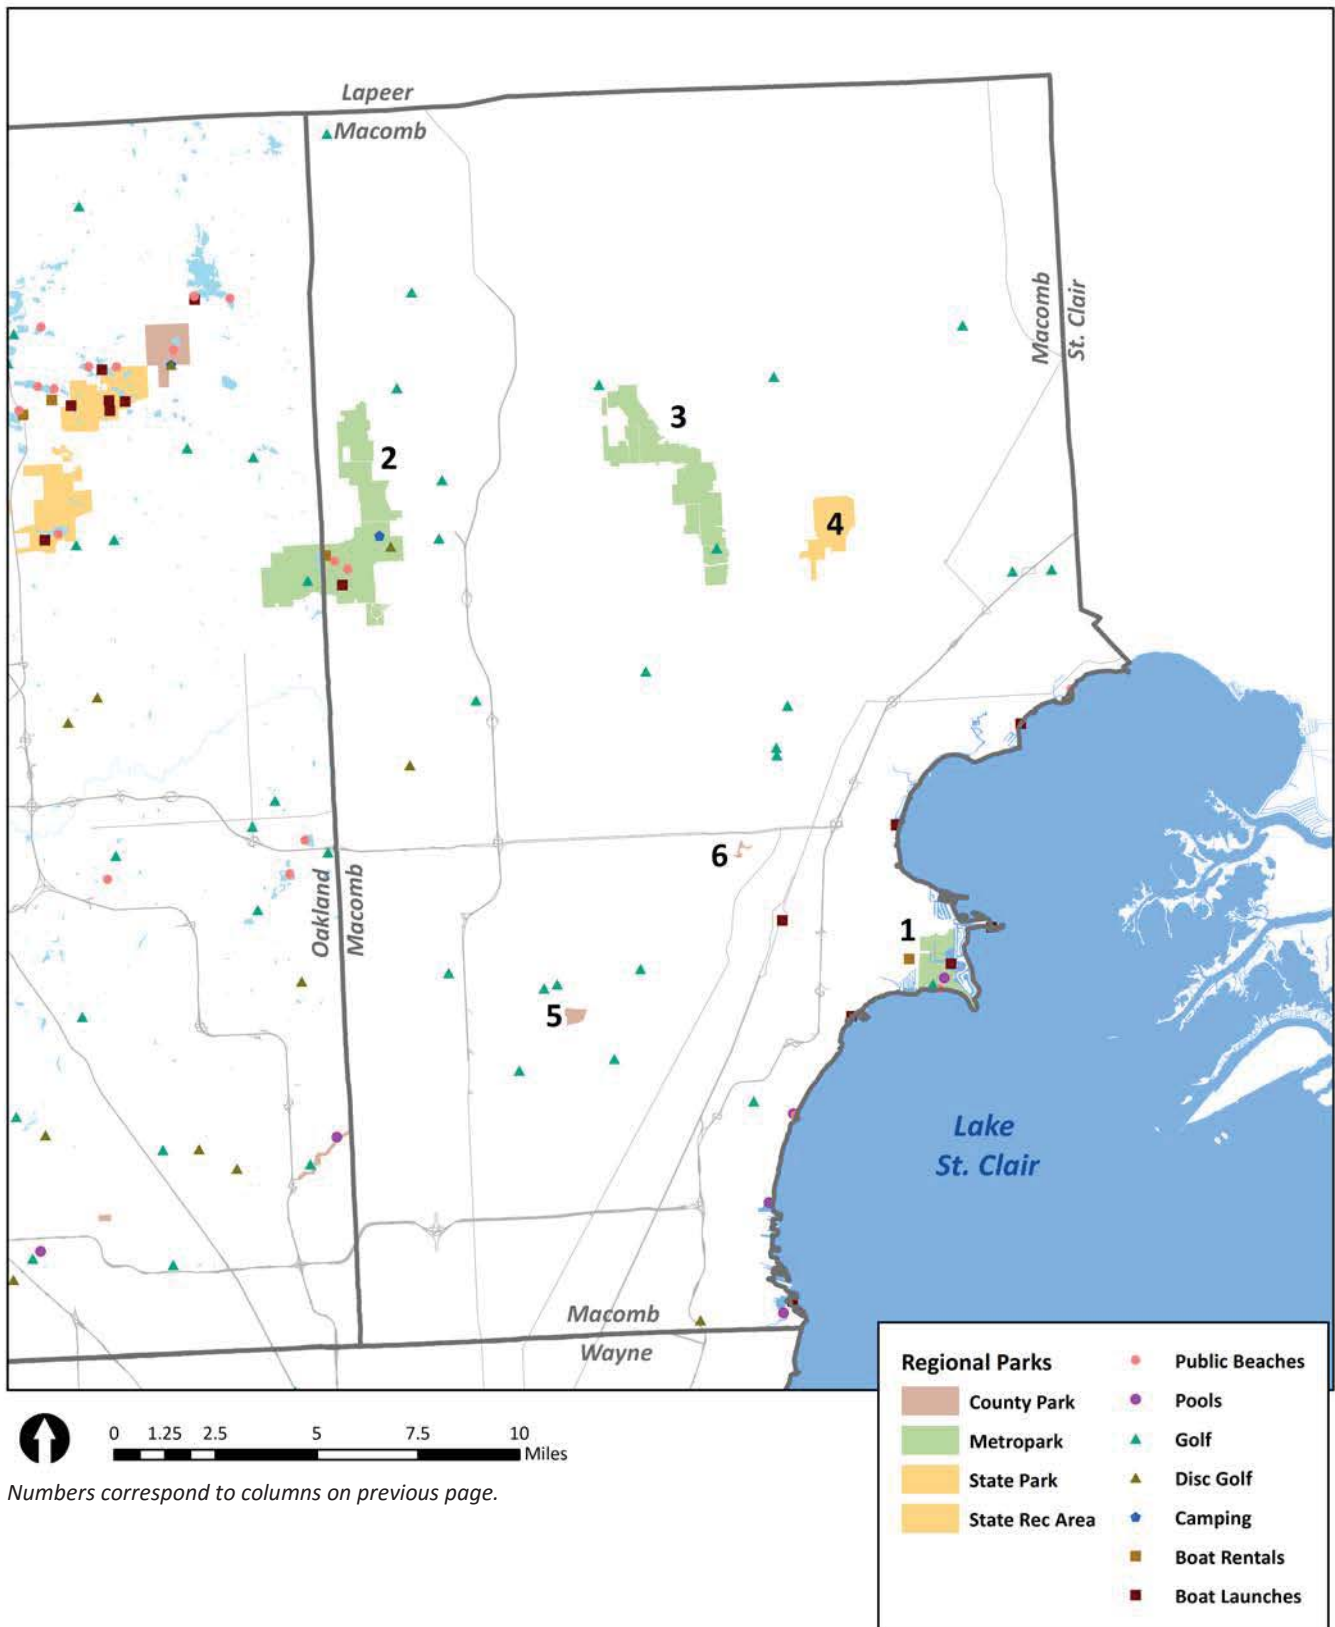 Lapeer
Macomb
Macomb
St. Clair
3
2
4
6
Oakland
Macomb
1
5
Lake
St. Clair
Macomb
Wayne
Regional Parks
County Park
Metropark
State Park
State Rec Area
Public Beaches
Pools
Golf
Disc Golf
Camping
Boat Rentals
Boat Launches
0 1.25 2.5 5 7.5 10
Miles
Numbers correspond to columns on previous page.